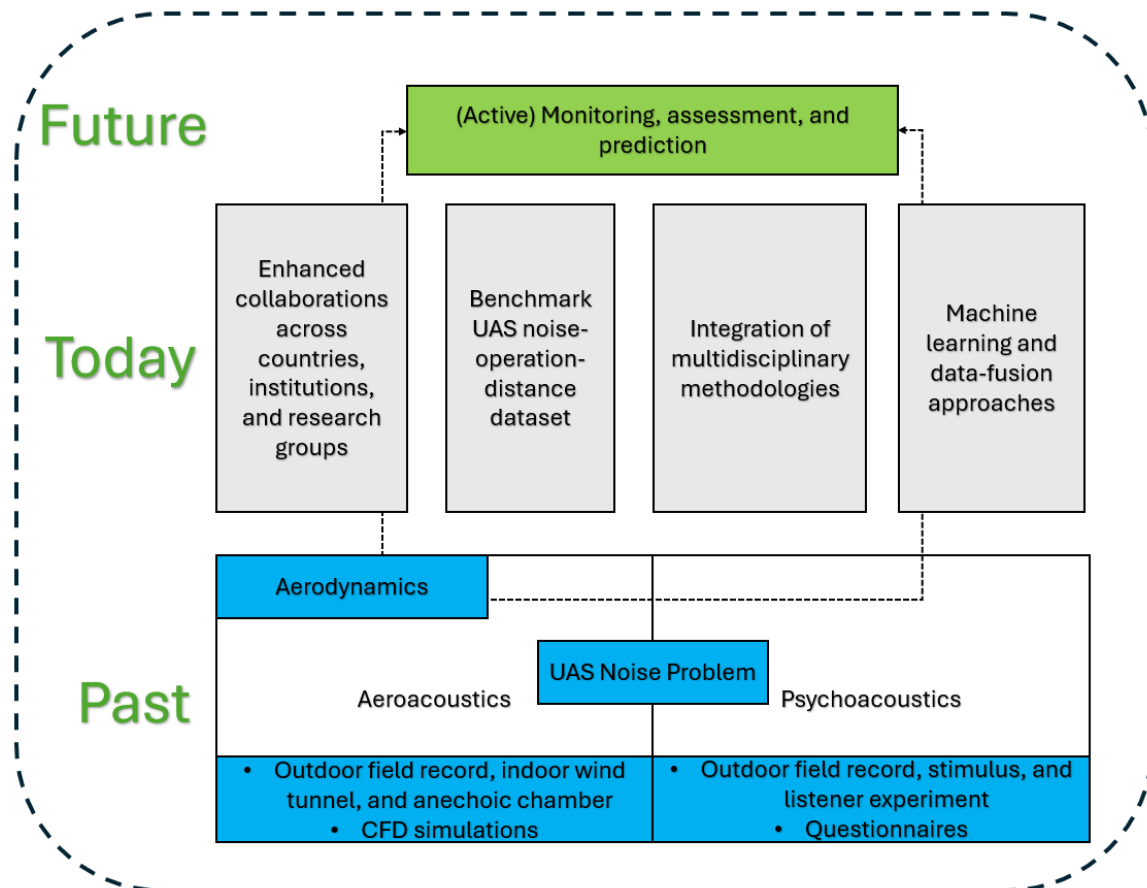 Future
(Active) Monitoring, assessment, and
prediction
Today
Enhanced
collaborations
across
countries,
institutions,
and research
groups
Benchmark
UAS noise-
operation-
distance
dataset
Integration of
multidisciplinary
methodologies
Machine
learning and
data-fusion
approaches
Past
Aerodynamics
UAS Noise Problem
Aeroacoustics
Psychoacoustics
• Outdoor field record, indoor wind
tunnel, and anechoic chamber
• CFD simulations
• Outdoor field record, stimulus, and
listener experiment
• Questionnaires